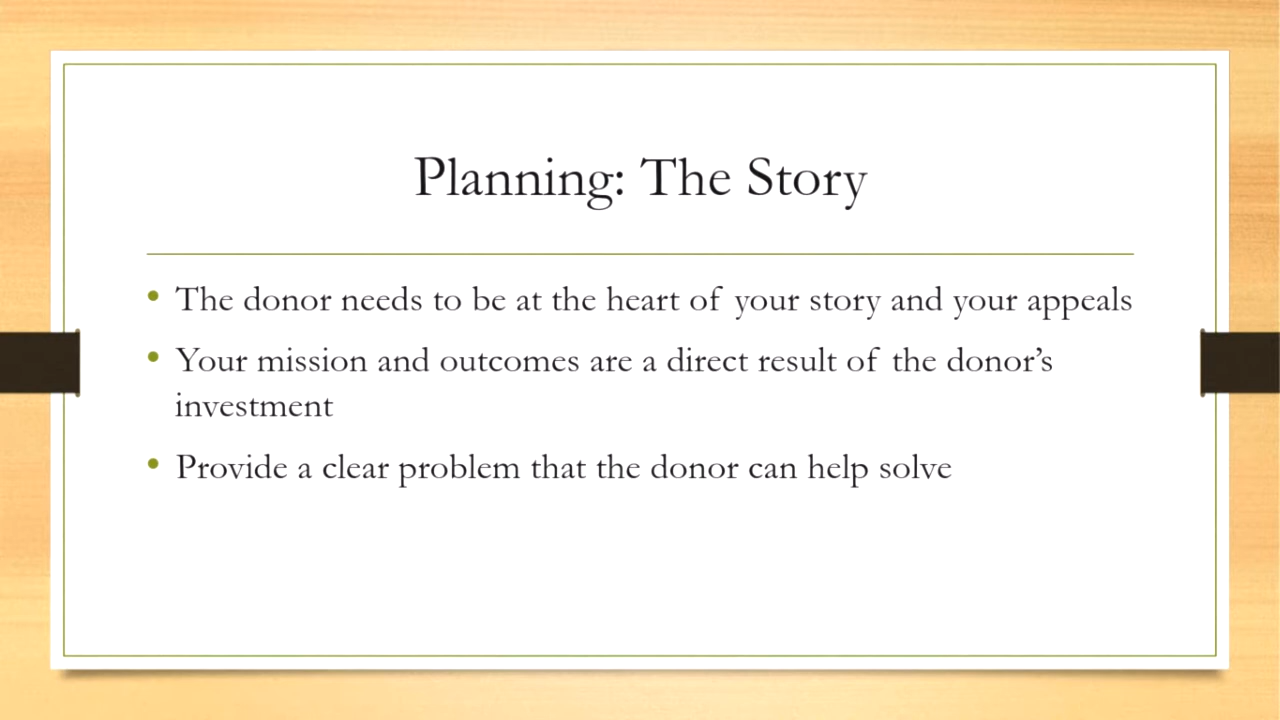 Planning: The Story
• The donor needs to be at the heart of your story and your appeals
• Your mission and outcomes are a direct result of the donor’s
investment
• Provide a clear problem that the donor can help solve